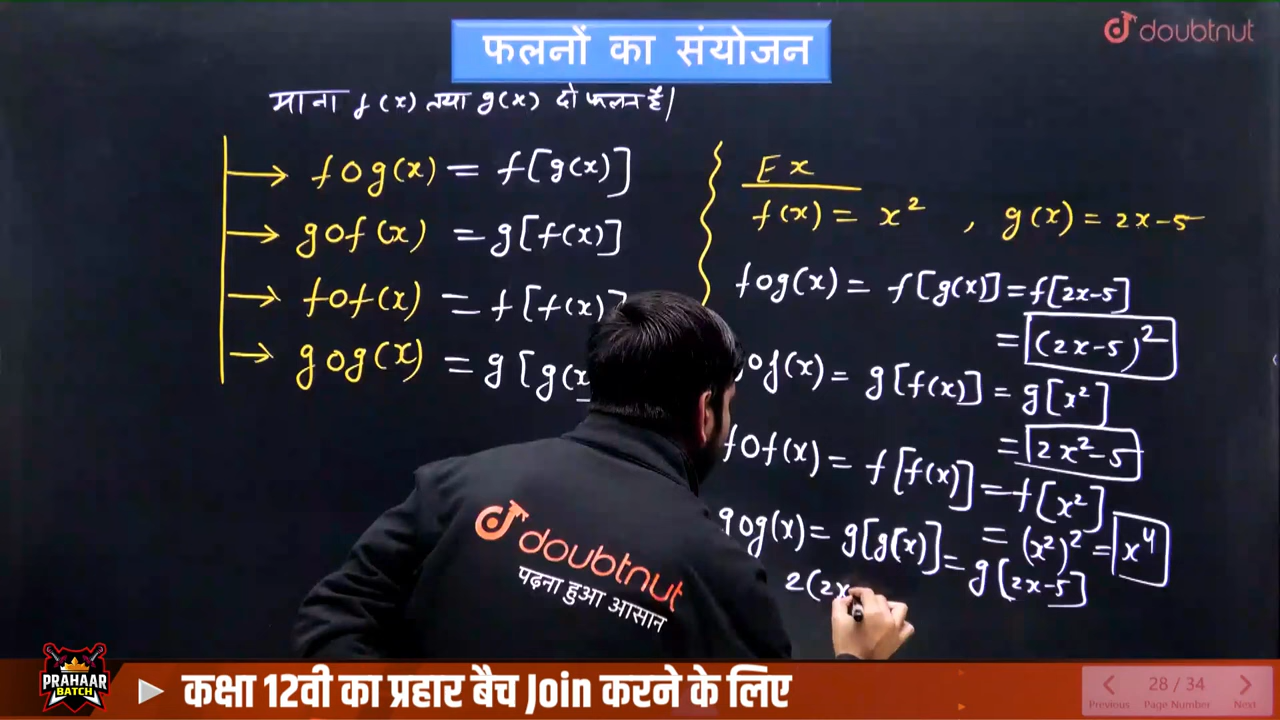 फलनों का संयोजन
doubtnut
माना f(x) तथा g(x) दो फलन हैं|
→ fog(x) = f[g(x)]
→ gof(x) = g[f(x)]
→ fof(x) = f[f(x)]
→ gog(x) = g[g(x
Ex
f(x) = x² , g(x) = 2x-5
fog(x) = f[g(x)] = f[2x-5]
= (2x-5)²
gof(x) = g[f(x)] = g[x²]
= 2x²-5
fof(x) = f[f(x)] = f[x²]
= (x²)² = x⁴
gog(x) = g[g(x)] = g[2x-5]
2(2x
doubtnut
पढ़ना हुआ आसान
PRAHAAR
BATCH
कक्षा 12वी का प्रहार बैच Join करने के लिए
28 / 34
Previous Page Number Next